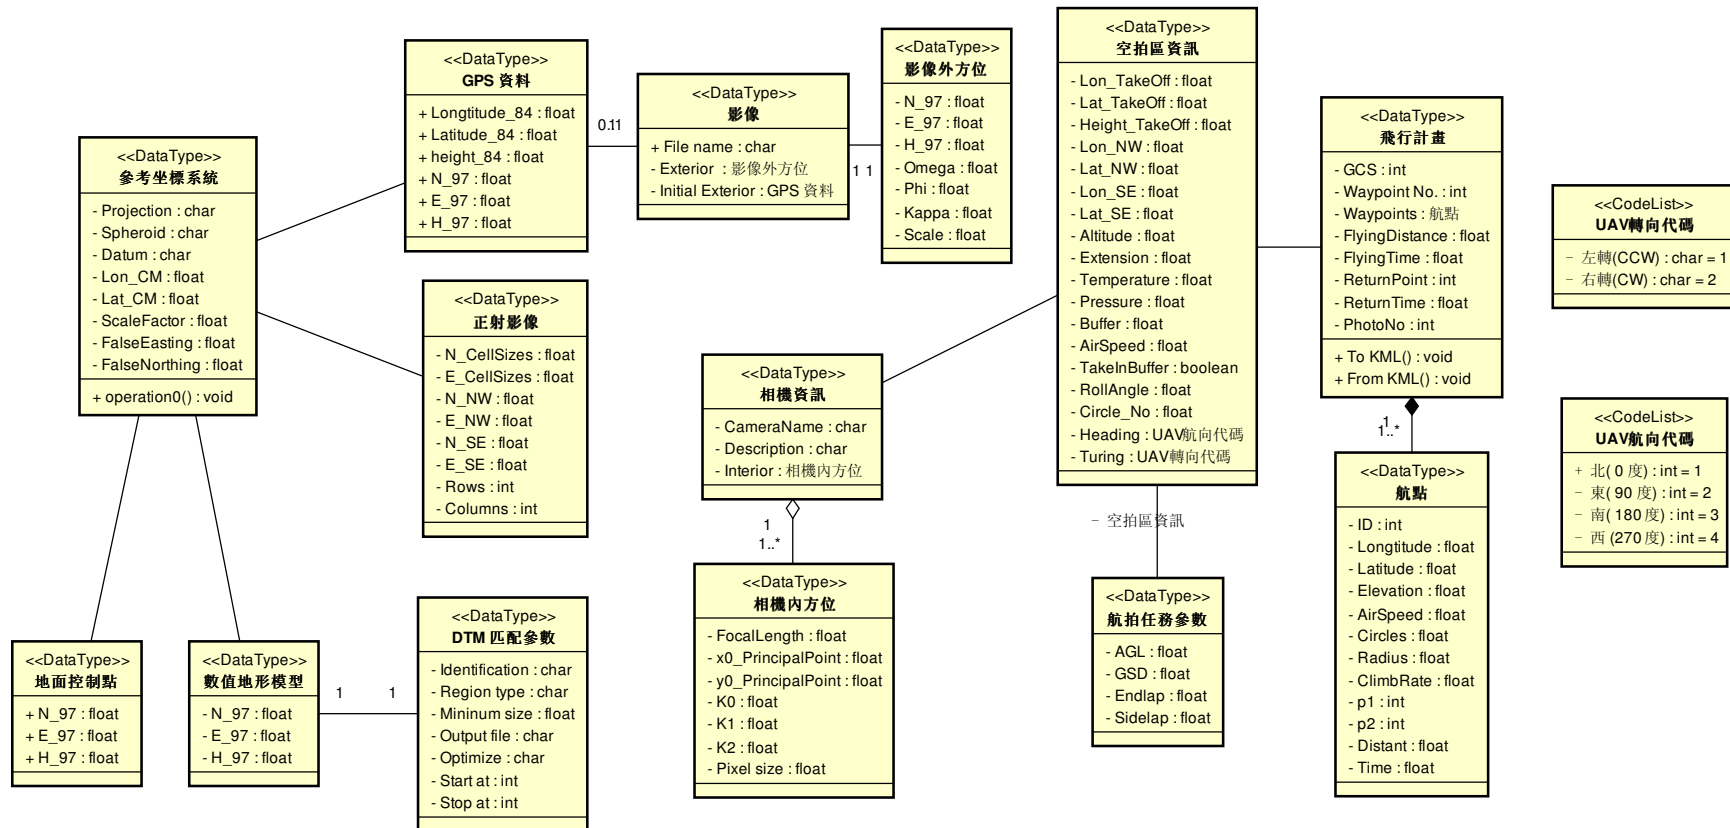 <<DataType>>
參考坐標系統
- Projection : char
- Spheroid : char
- Datum : char
- Lon_CM : float
- Lat_CM : float
- ScaleFactor : float
- FalseEasting : float
- FalseNorthing : float
+ operation0() : void
<<DataType>>
GPS 資料
+ Longtitude_84 : float
+ Latitude_84 : float
+ height_84 : float
+ N_97 : float
+ E_97 : float
+ H_97 : float
0.11
<<DataType>>
影像
+ File name : char
- Exterior : 影像外方位
- Initial Exterior : GPS 資料
1 1
<<DataType>>
影像外方位
- N_97 : float
- E_97 : float
- H_97 : float
- Omega : float
- Phi : float
- Kappa : float
- Scale : float
<<DataType>>
正射影像
- N_CellSizes : float
- E_CellSizes : float
- N_NW : float
- E_NW : float
- N_SE : float
- E_SE : float
- Rows : int
- Columns : int
<<DataType>>
地面控制點
+ N_97 : float
+ E_97 : float
+ H_97 : float
<<DataType>>
數值地形模型
- N_97 : float
- E_97 : float
- H_97 : float
1 1
<<DataType>>
DTM 匹配參數
- Identification : char
- Region type : char
- Mininum size : float
- Output file : char
- Optimize : char
- Start at : int
- Stop at : int
<<DataType>>
相機資訊
- CameraName : char
- Description : char
- Interior : 相機內方位
1
1..*
<<DataType>>
相機內方位
- FocalLength : float
- x0_PrincipalPoint : float
- y0_PrincipalPoint : float
- K0 : float
- K1 : float
- K2 : float
- Pixel size : float
<<DataType>>
空拍區資訊
- Lon_TakeOff : float
- Lat_TakeOff : float
- Height_TakeOff : float
- Lon_NW : float
- Lat_NW : float
- Lon_SE : float
- Lat_SE : float
- Altitude : float
- Extension : float
- Temperature : float
- Pressure : float
- Buffer : float
- AirSpeed : float
- TakeInBuffer : boolean
- RollAngle : float
- Circle_No : float
- Heading : UAV航向代碼
- Turing : UAV轉向代碼
- 空拍區資訊
<<DataType>>
航拍任務參數
- AGL : float
- GSD : float
- Endlap : float
- Sidelap : float
<<DataType>>
飛行計畫
- GCS : int
- Waypoint No. : int
- Waypoints : 航點
- FlyingDistance : float
- FlyingTime : float
- ReturnPoint : int
- ReturnTime : float
- PhotoNo : int
+ To KML() : void
+ From KML() : void
1
1..*
<<DataType>>
航點
- ID : int
- Longtitude : float
- Latitude : float
- Elevation : float
- AirSpeed : float
- Circles : float
- Radius : float
- ClimbRate : float
- p1 : int
- p2 : int
- Distant : float
- Time : float
<<CodeList>>
UAV轉向代碼
- 左轉(CCW) : char = 1
- 右轉(CW) : char = 2
<<CodeList>>
UAV航向代碼
+ 北( 0 度) : int = 1
- 東( 90 度) : int = 2
- 南( 180 度) : int = 3
- 西 (270 度) : int = 4